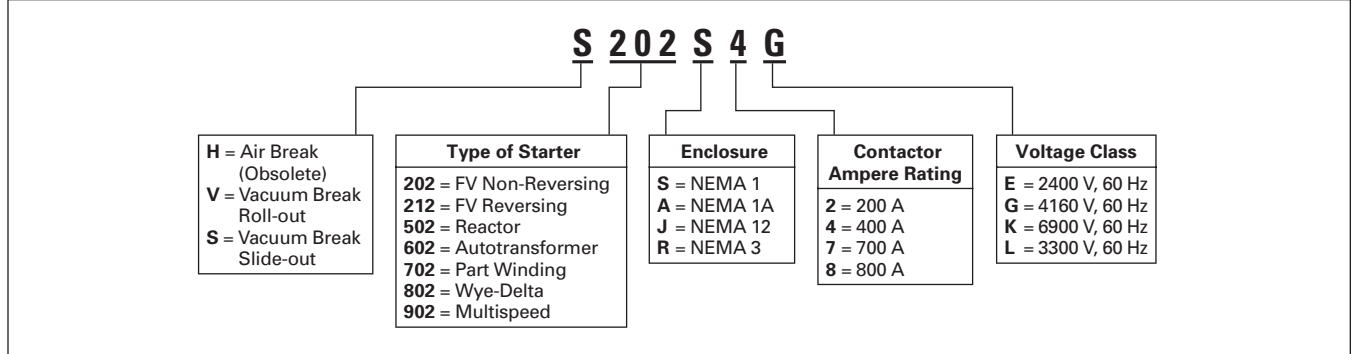 S 202 S 4 G
H = Air Break
(Obsolete)
V = Vacuum Break
Roll-out
S = Vacuum Break
Slide-out
Type of Starter
202 = FV Non-Reversing
212 = FV Reversing
502 = Reactor
602 = Autotransformer
702 = Part Winding
802 = Wye-Delta
902 = Multispeed
Enclosure
S = NEMA 1
A = NEMA 1A
J = NEMA 12
R = NEMA 3
Contactor
Ampere Rating
2 = 200 A
4 = 400 A
7 = 700 A
8 = 800 A
Voltage Class
E = 2400 V, 60 Hz
G = 4160 V, 60 Hz
K = 6900 V, 60 Hz
L = 3300 V, 60 Hz